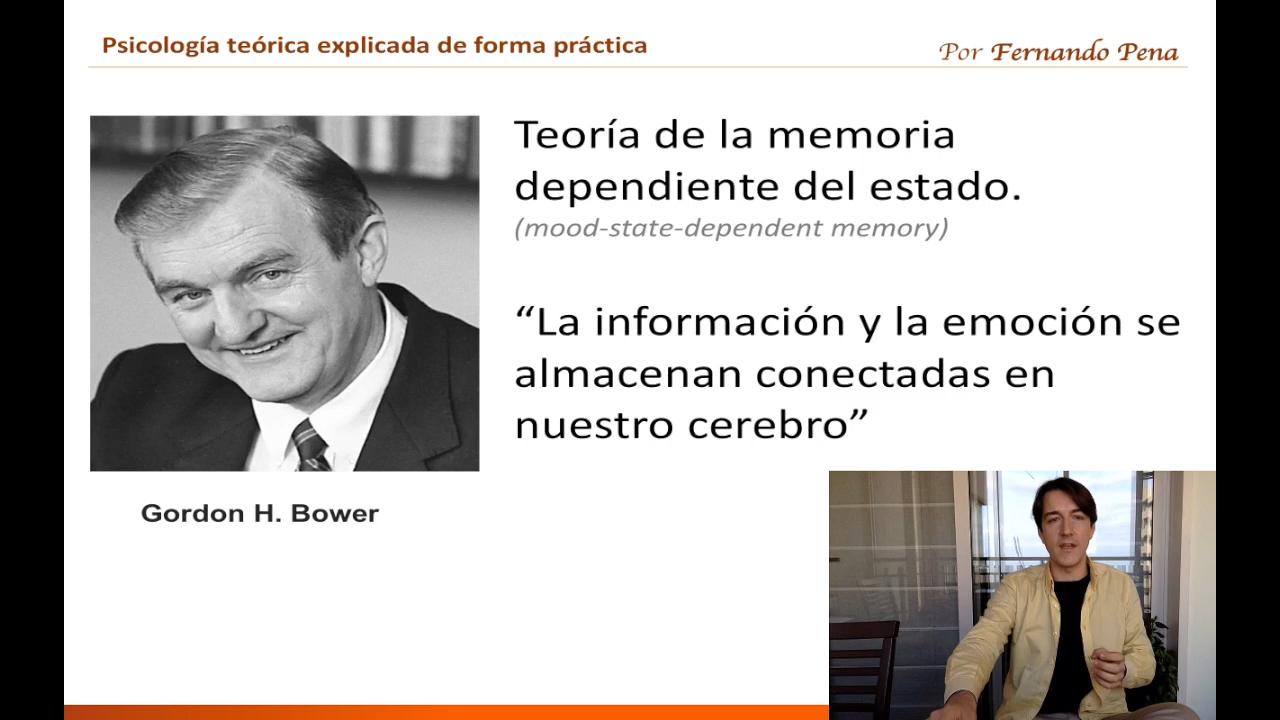 Psicología teórica explicada de forma práctica
Por Fernando Pena
Teoría de la memoria
dependiente del estado.
(mood-state-dependent memory)
“La información y la emoción se
almacenan conectadas en
nuestro cerebro”
Gordon H. Bower